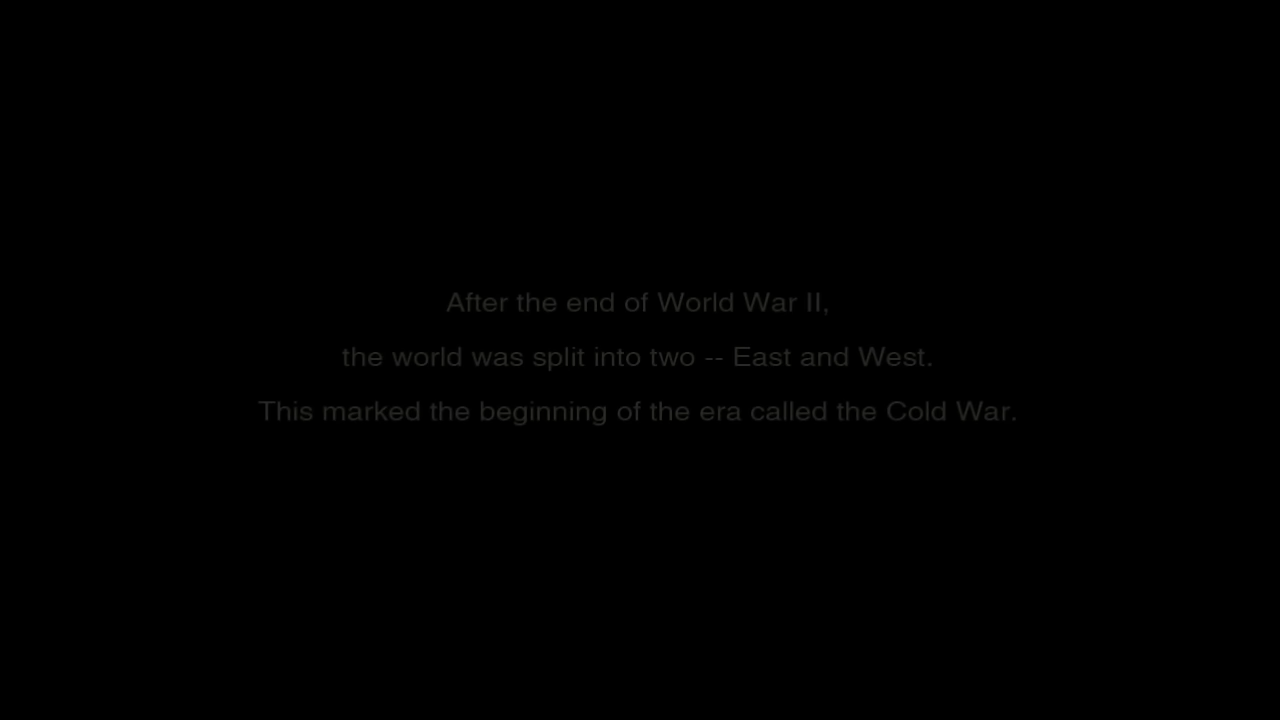 After the end of World War II,
the world was split into two -- East and West.
This marked the beginning of the era called the Cold War.